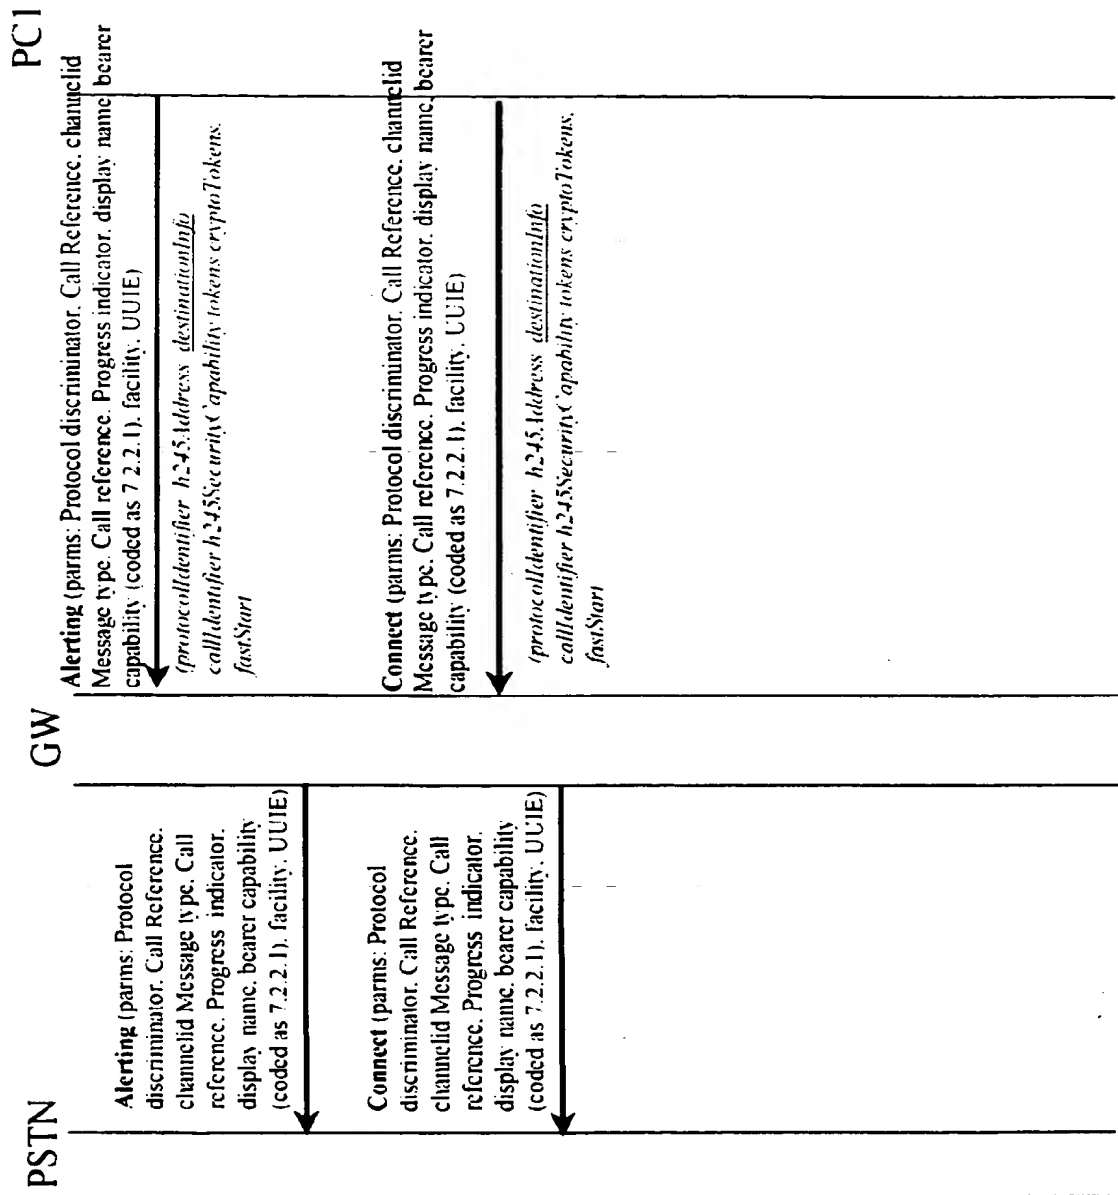 PSTN
GW
PC1
Alerting (parms: Protocol
discriminator. Call Reference.
channelid Message type. Call
reference. Progress indicator.
display name. bearer capability
(coded as 7.2.2.1). facility. UUIE)
Alerting (parms: Protocol discriminator. Call Reference. channelid
Message type. Call reference. Progress indicator. display name. bearer
capability (coded as 7.2.2.1). facility. UUIE)
(protocolIdentifier h245Address destinationInfo
callIdentifier h245SecurityCapability tokens cryptoTokens.
fastStart
Connect (parms: Protocol
discriminator. Call Reference.
channelid Message type. Call
reference. Progress indicator.
display name. bearer capability
(coded as 7.2.2.1). facility. UUIE)
Connect (parms: Protocol discriminator. Call Reference. channelid
Message type. Call reference. Progress indicator. display name. bearer
capability (coded as 7.2.2.1). facility. UUIE)
(protocolIdentifier h245Address destinationInfo
callIdentifier h245SecurityCapability tokens cryptoTokens.
fastStart